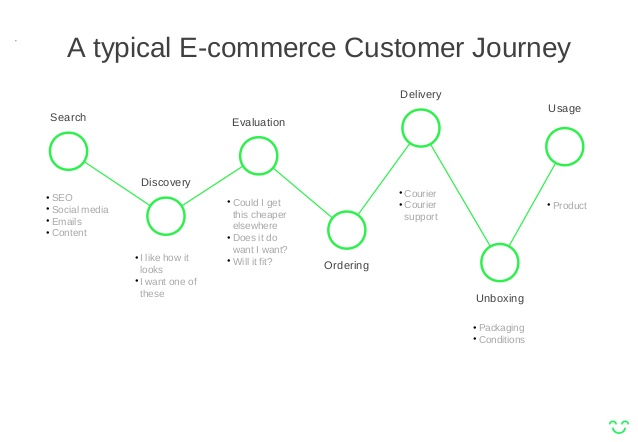 A typical E-commerce Customer Journey
Search
• SEO
• Social media
• Emails
• Content
Discovery
• I like how it
looks
• I want one of
these
Evaluation
• Could I get
this cheaper
elsewhere
• Does it do
want I want?
• Will it fit?
Ordering
Delivery
• Courier
• Courier
support
Unboxing
• Packaging
• Conditions
Usage
• Product